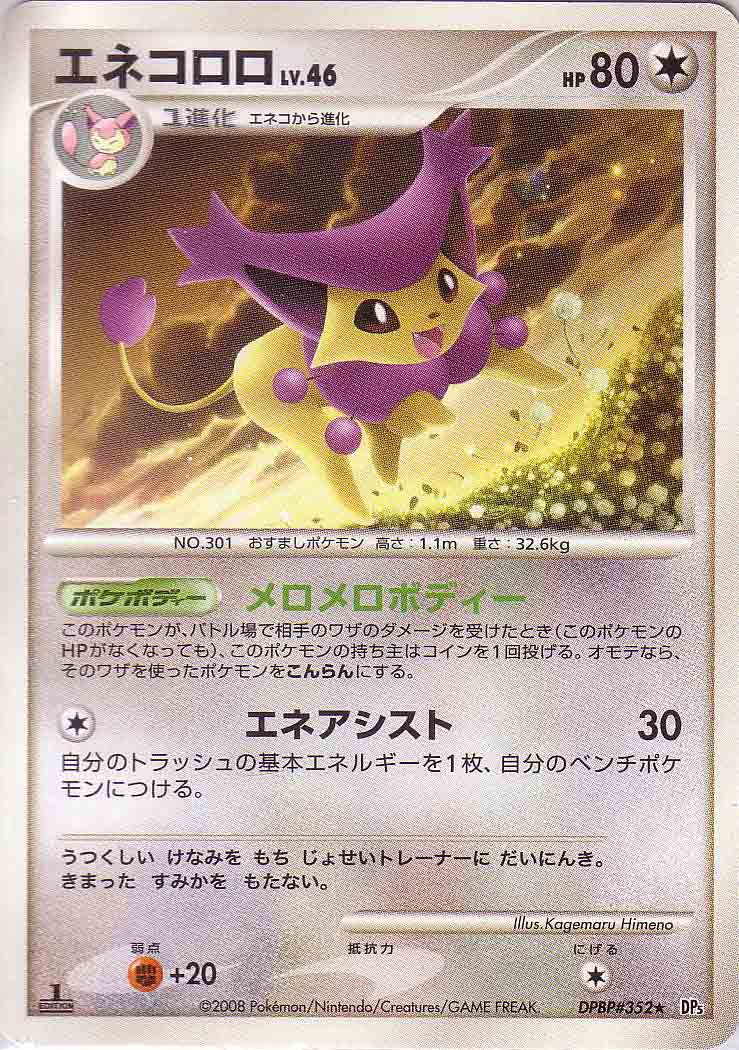 エネコロロ LV.46 HP 80
1進化 エネコから進化
NO.301 おすましポケモン 高さ:1.1m 重さ:32.6kg
ポケボディー メロメロボディー
このポケモンが、バトル場で相手のワザのダメージを受けたとき(このポケモンの
HPがなくなっても)、このポケモンの持ち主はコインを1回投げる。オモテなら、
そのワザを使ったポケモンをこんらんにする。
エネアシスト 30
自分のトラッシュの基本エネルギーを1枚、自分のベンチポケ
モンにつける。
うつくしい けなみを もち じょせいトレーナーに だいにんき。
きまった すみかを もたない。
Illus.Kagemaru Himeno
弱点 抵抗力 にげる
+20
1 EDITION ©2008 Pokémon/Nintendo/Creatures/GAME FREAK. DPBP#352★ DP5